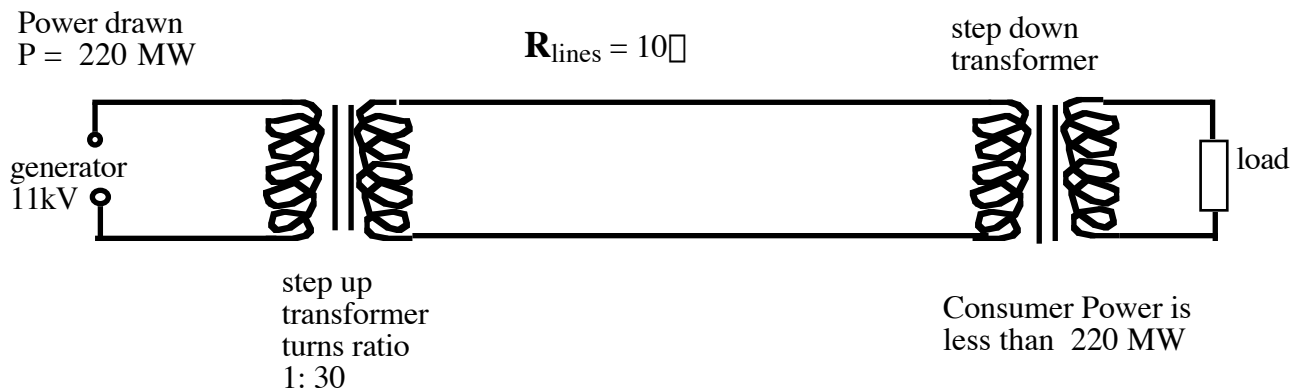 Power drawn
P = 220 MW
R lines = 10▯
step down
transformer
generator
11kV
load
step up
transformer
turns ratio
1: 30
Consumer Power is
less than 220 MW